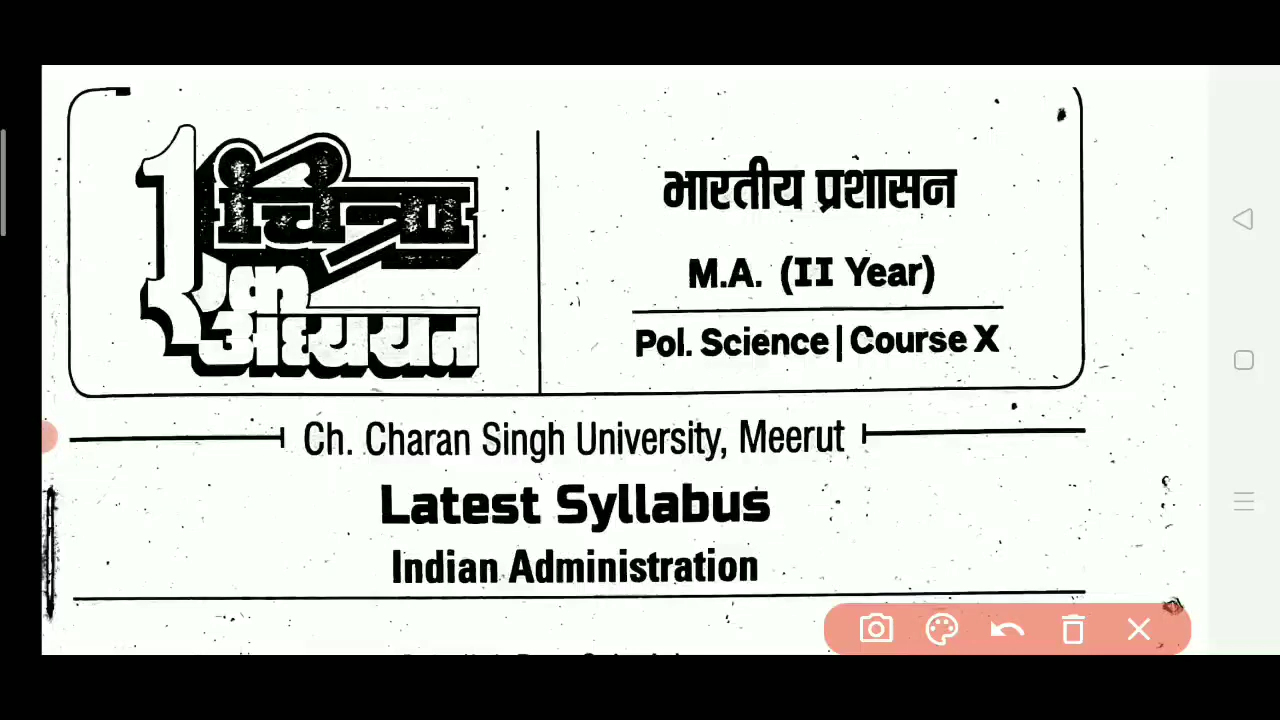 चित्रा
एक
अध्ययन
भारतीय प्रशासन
M.A. (II Year)
Pol. Science | Course X
Ch. Charan Singh University, Meerut
Latest Syllabus
Indian Administration